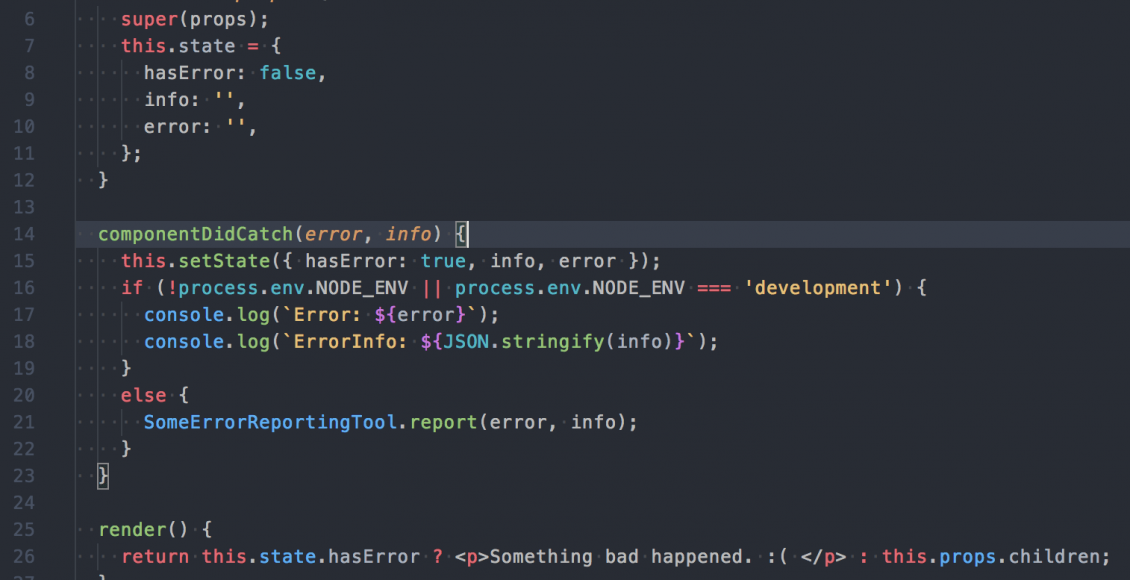 6     super(props);
7     this.state = {
8       hasError: false,
9       info: '',
10       error: '',
11     };
12   }
13
14   componentDidCatch(error, info) {
15     this.setState({ hasError: true, info, error });
16     if (!process.env.NODE_ENV || process.env.NODE_ENV === 'development') {
17       console.log(`Error: ${error}`);
18       console.log(`ErrorInfo: ${JSON.stringify(info)}`);
19     }
20     else {
21       SomeErrorReportingTool.report(error, info);
22     }
23   }
24
25   render() {
26     return this.state.hasError ? <p>Something bad happened. :( </p> : this.props.children;